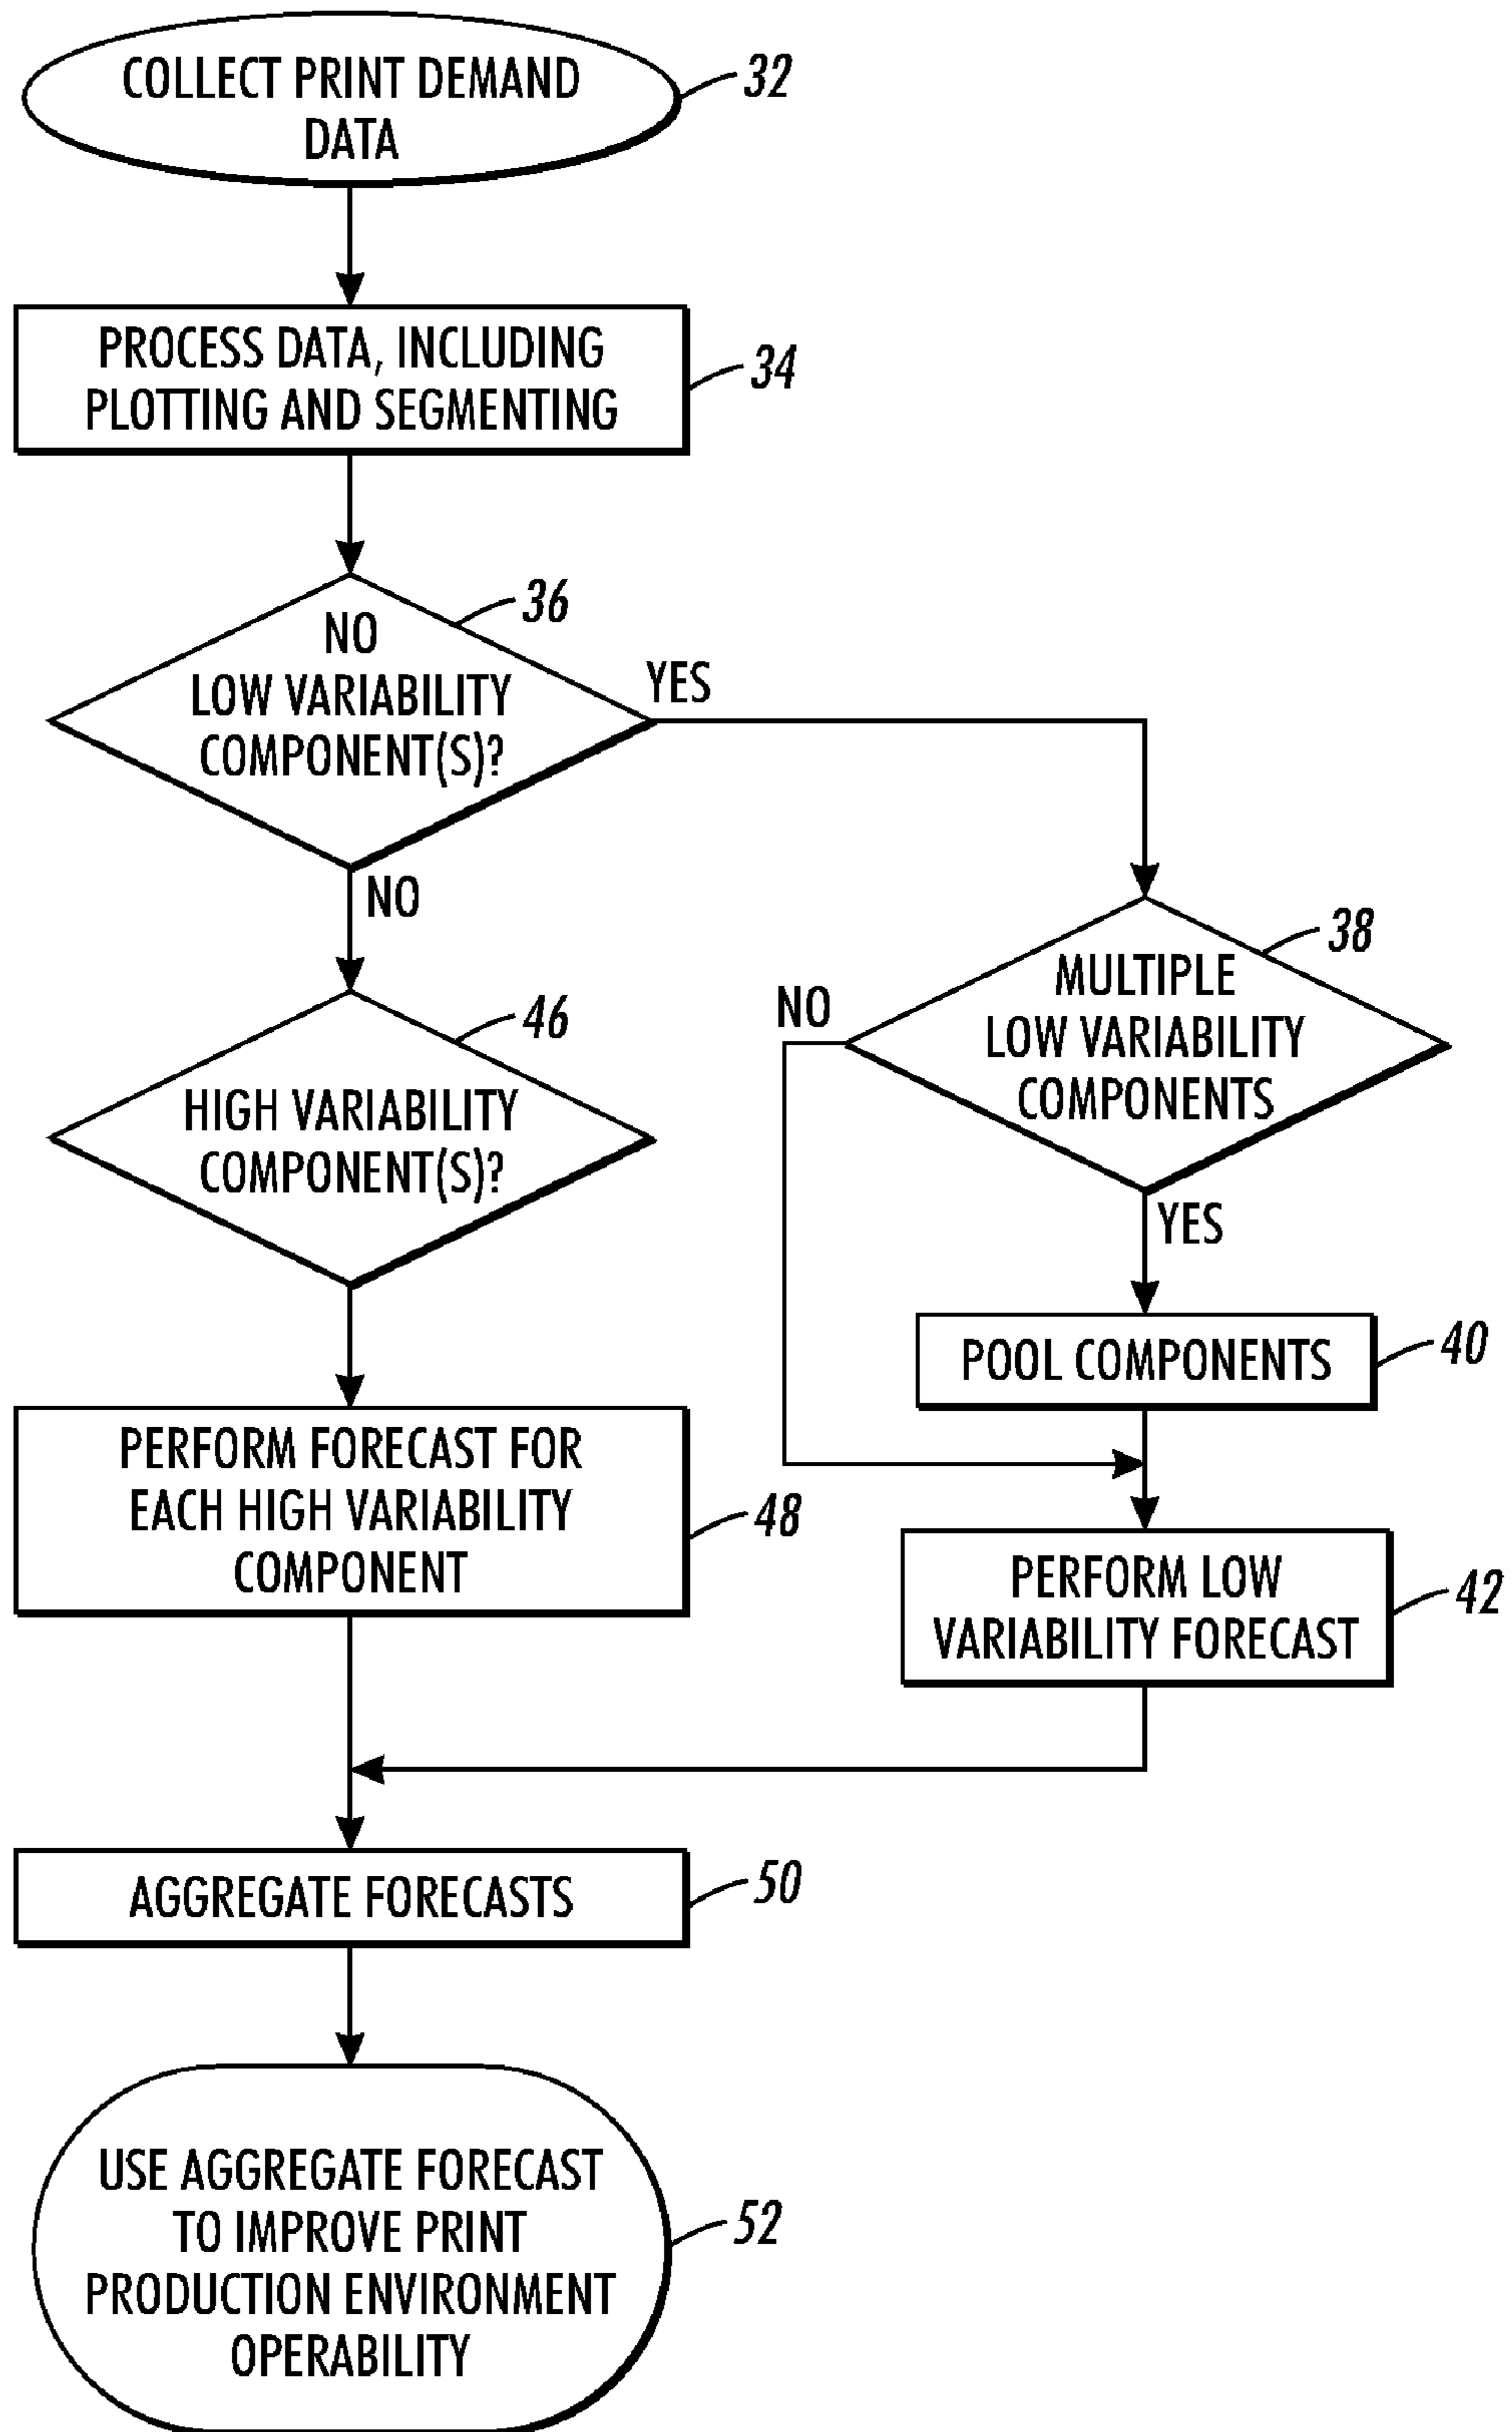 COLLECT PRINT DEMAND
DATA
32
PROCESS DATA, INCLUDING
PLOTTING AND SEGMENTING
34
36
NO
LOW VARIABILITY
COMPONENT(S)?
YES
NO
38
MULTIPLE
LOW VARIABILITY
COMPONENTS
NO
YES
46
HIGH VARIABILITY
COMPONENT(S)?
POOL COMPONENTS
40
PERFORM FORECAST FOR
EACH HIGH VARIABILITY
COMPONENT
48
PERFORM LOW
VARIABILITY FORECAST
42
AGGREGATE FORECASTS
50
USE AGGREGATE FORECAST
TO IMPROVE PRINT
PRODUCTION ENVIRONMENT
OPERABILITY
52